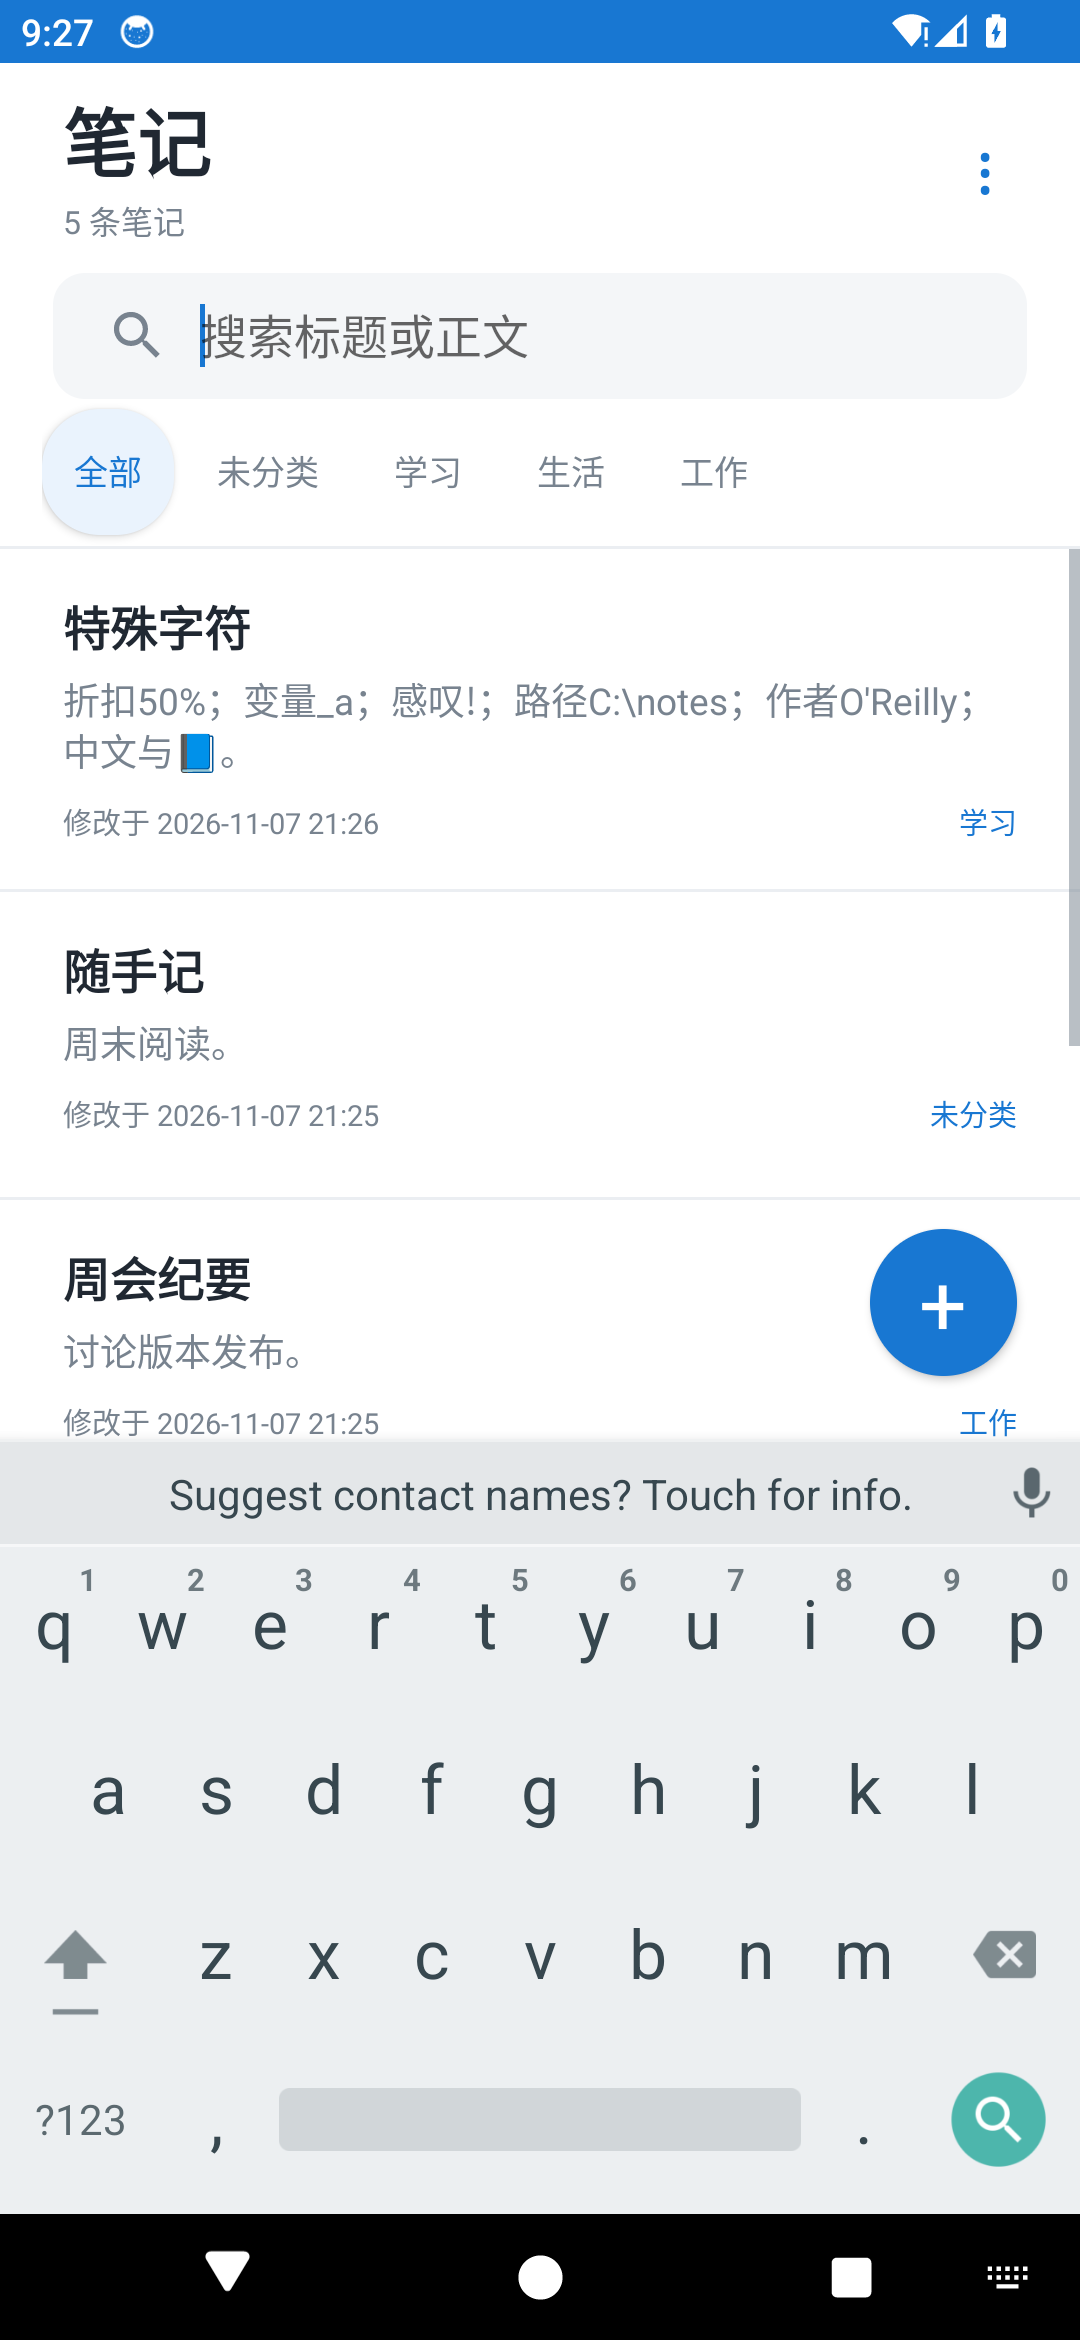 9:27
笔记
5 条笔记
搜索标题或正文
全部 未分类 学习 生活 工作
特殊字符
折扣50%；变量_a；感叹!；路径C:\notes；作者O'Reilly；
中文与📘。
修改于 2026-11-07 21:26 学习
随手记
周末阅读。
修改于 2026-11-07 21:25 未分类
周会纪要
+
讨论版本发布。
修改于 2026-11-07 21:25 工作
Suggest contact names? Touch for info.
1 2 3 4 5 6 7 8 9 0
q w e r t y u i o p
a s d f g h j k l
z x c v b n m
?123 , .